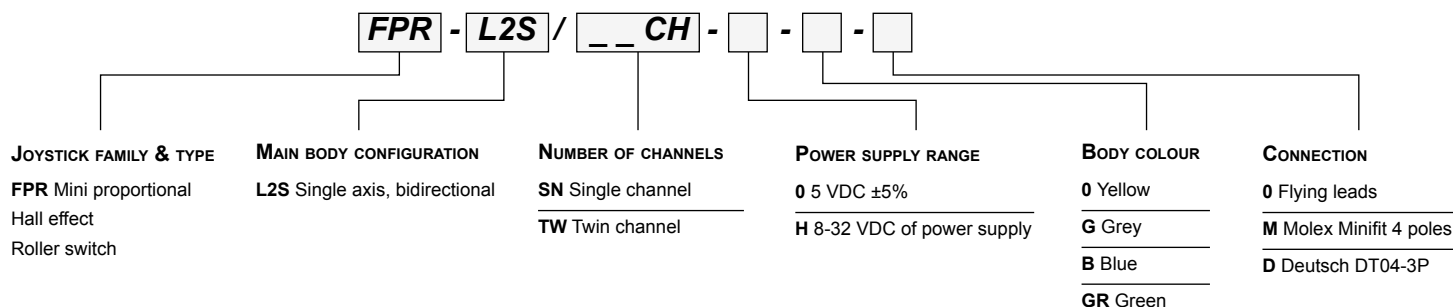 FPR - L2S / _ _ CH - - -
JOYSTICK FAMILY & TYPE
FPR Mini proportional
Hall effect
Roller switch
MAIN BODY CONFIGURATION
L2S Single axis, bidirectional
NUMBER OF CHANNELS
SN Single channel
TW Twin channel
POWER SUPPLY RANGE
0 5 VDC ±5%
H 8-32 VDC of power supply
BODY COLOUR
0 Yellow
G Grey
B Blue
GR Green
CONNECTION
0 Flying leads
M Molex Minifit 4 poles
D Deutsch DT04-3P